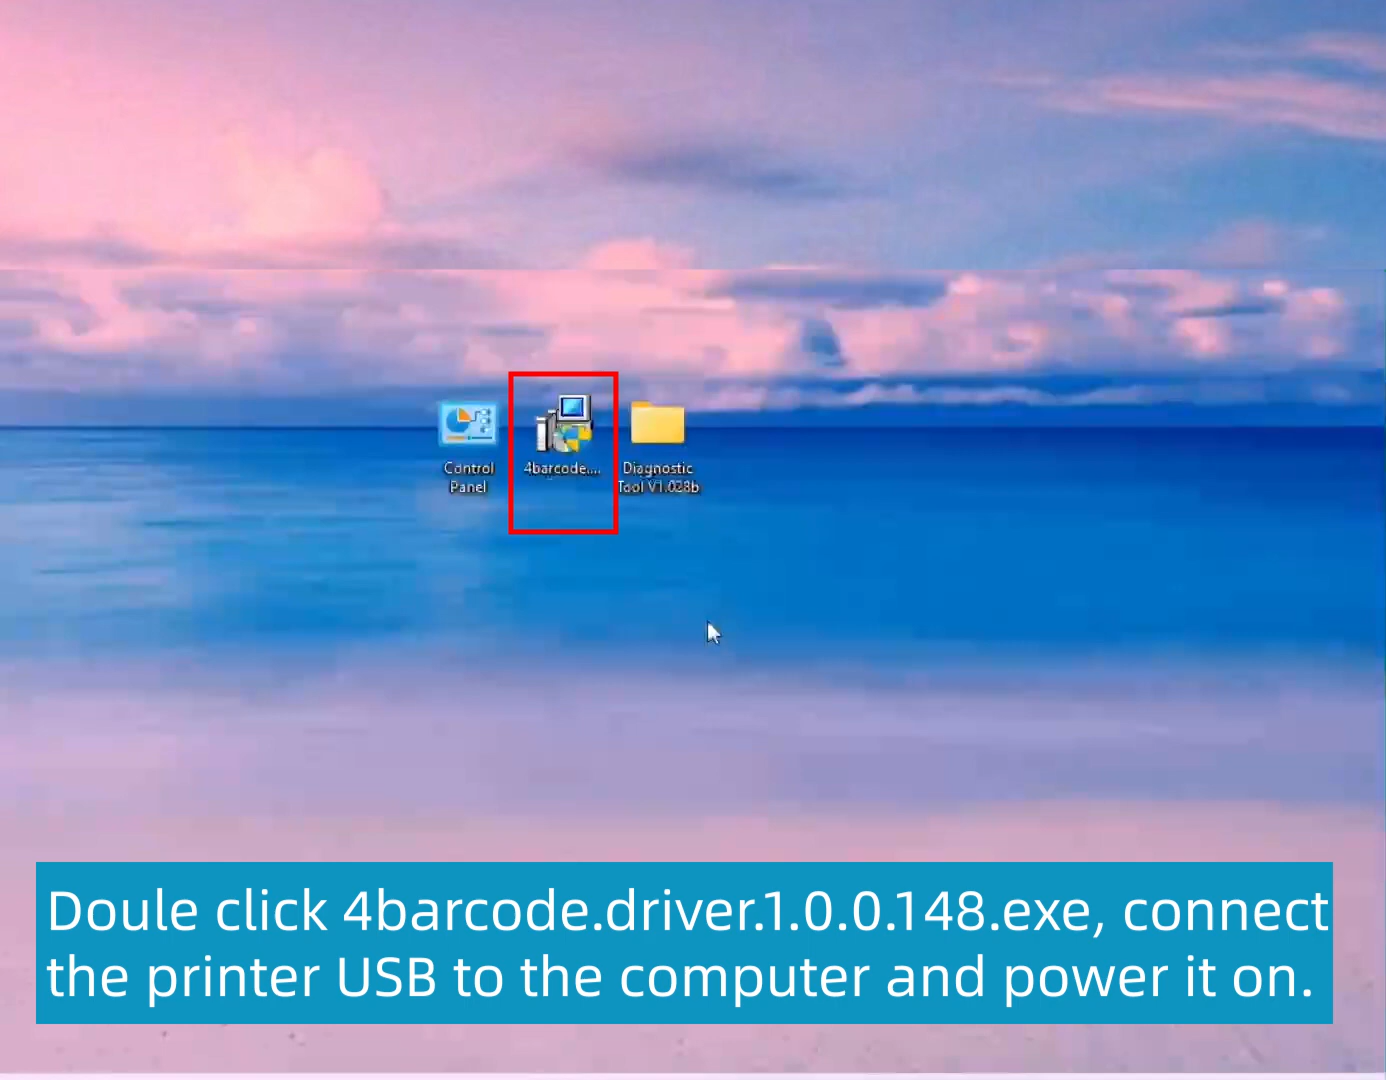 Control
Panel
4barcode....
Diagnostic
Tool V1.028b
Doule click 4barcode.driver.1.0.0.148.exe, connect
the printer USB to the computer and power it on.